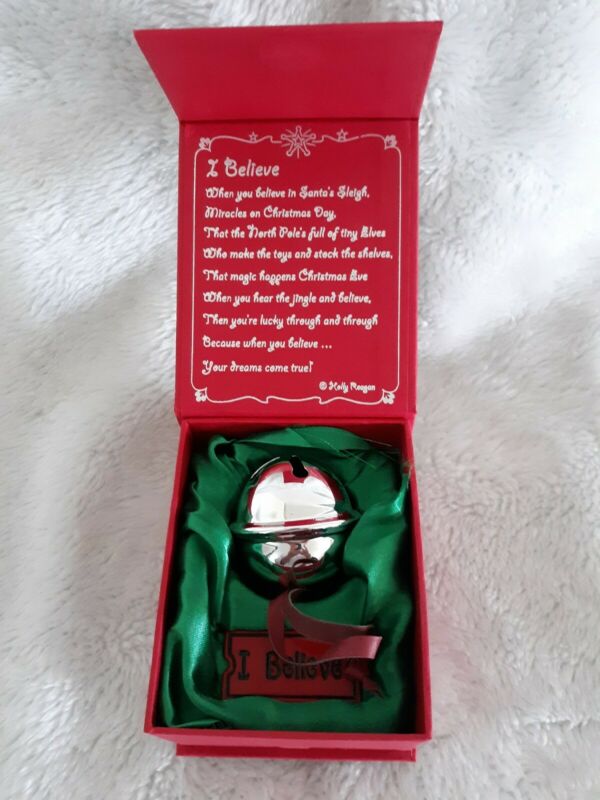 I Believe
When you believe in Santa's Sleigh,
Miracles on Christmas Day,
That the North Pole's full of tiny Elves
Who make the toys and stock the shelves,
That magic happens Christmas Eve
When you hear the jingle and believe,
Then you're lucky through and through
Because when you believe ...
Your dreams come true!
© Holly Reagan
I Believe